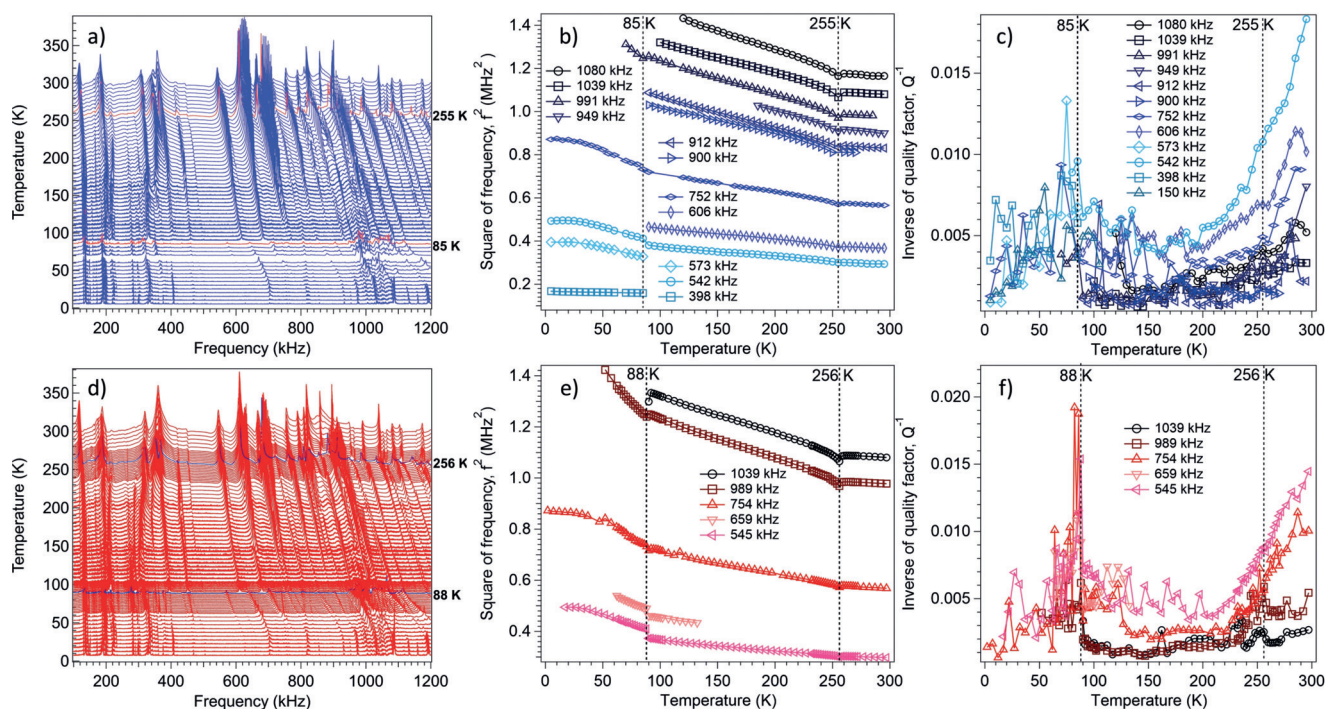 a)
Temperature (K)
350
300
250
200
150
100
50
0
255 K
85 K
200 400 600 800 1000 1200
Frequency (kHz)
b)
85 K
255 K
Square of frequency, f² (MHz²)
1.4
1.2
1.0
0.8
0.6
0.4
0.2
1080 kHz
1039 kHz
991 kHz
949 kHz
912 kHz
900 kHz
752 kHz
606 kHz
573 kHz
542 kHz
398 kHz
0 50 100 150 200 250 300
Temperature (K)
c)
85 K
255 K
Inverse of quality factor, Q⁻¹
0.015
0.010
0.005
1080 kHz
1039 kHz
991 kHz
949 kHz
912 kHz
900 kHz
752 kHz
606 kHz
573 kHz
542 kHz
398 kHz
150 kHz
0 50 100 150 200 250 300
Temperature (K)
d)
Temperature (K)
400
350
300
250
200
150
100
50
0
256 K
88 K
200 400 600 800 1000 1200
Frequency (kHz)
e)
88 K
256 K
Square of frequency, f² (MHz²)
1.4
1.2
1.0
0.8
0.6
0.4
1039 kHz
989 kHz
754 kHz
659 kHz
545 kHz
0 50 100 150 200 250 300
Temperature (K)
f)
88 K
256 K
Inverse of quality factor, Q⁻¹
0.020
0.015
0.010
0.005
1039 kHz
989 kHz
754 kHz
659 kHz
545 kHz
0 50 100 150 200 250 300
Temperature (K)